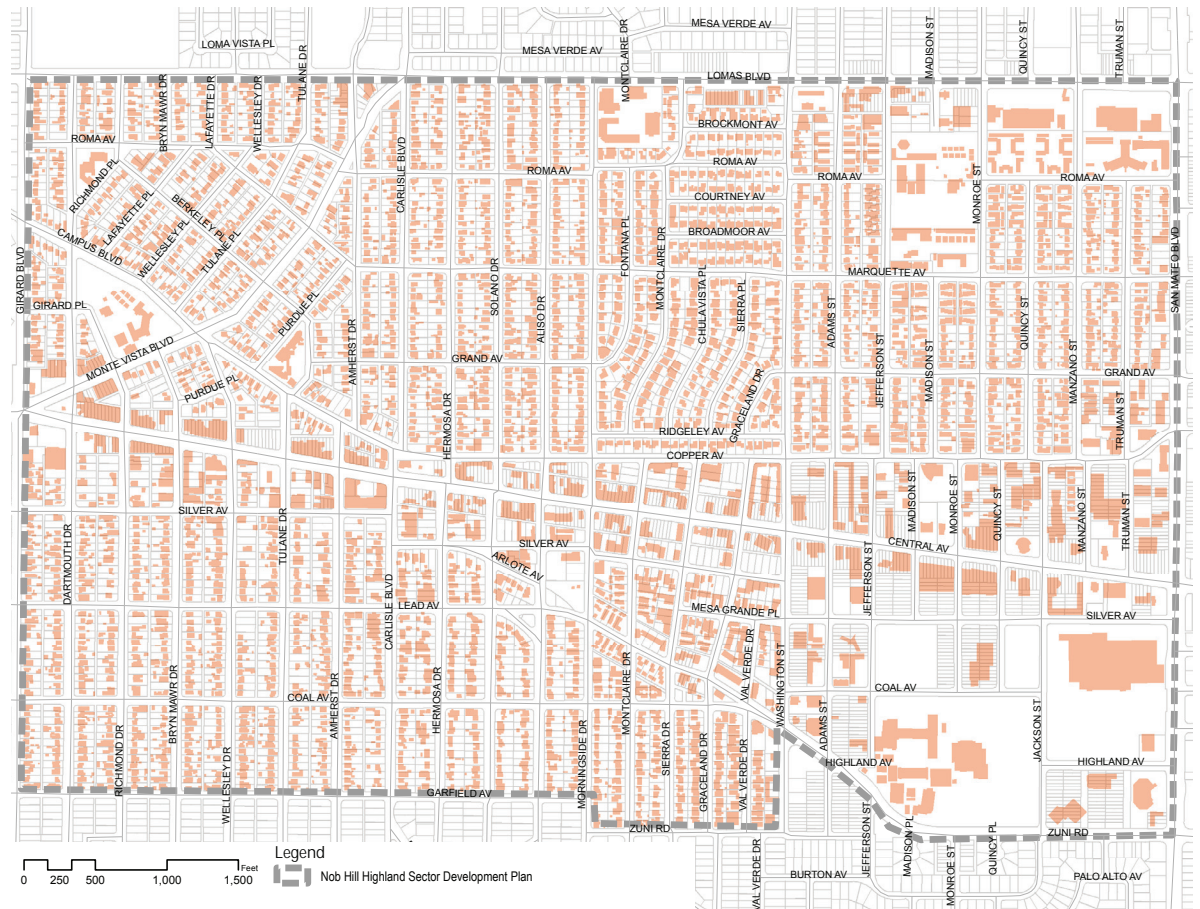 MESA VERDE AV
LOMA VISTA PL
MESA VERDE AV
TULANE DR
MONTCLAIRE DR
MADISON ST
QUINCY ST
TRUMAN ST
LOMAS BLVD
BRYN MAWR DR
LAFAYETTE DR
WELLESLEY DR
BROCKMONT AV
ROMA AV
ROMA AV
ROMA AV
ROMA AV
ROMA AV
RICHMOND PL
CARLISLE BLVD
LAFAYETTE PL
BERKELEY PL
COURTNEY AV
MONROE ST
WELLESLEY PL
TULANE PL
CAMPUS BLVD
BROADMOOR AV
FONTANA PL
GIRARD BLVD
SAN MATEO BLVD
MONTCLAIRE DR
MARQUETTE AV
SOLANO DR
CHULA VISTA PL
SIERRA PL
GIRARD PL
PURDUE PL
ALISO DR
ADAMS ST
QUINCY ST
MONTE VISTA BLVD
AMHERST DR
GRAND AV
JEFFERSON ST
MADISON ST
MANZANO ST
GRAND AV
PURDUE PL
GRACELAND DR
TRUMAN ST
HERMOSA DR
RIDGELEY AV
COPPER AV
MADISON ST
MONROE ST
QUINCY ST
MANZANO ST
TRUMAN ST
SILVER AV
TULANE DR
SILVER AV
CENTRAL AV
DARTMOUTH DR
ARLOTE AV
JEFFERSON ST
CARLISLE BLVD
LEAD AV
MESA GRANDE PL
SILVER AV
BRYN MAWR DR
AMHERST DR
HERMOSA DR
MONTCLAIRE DR
VAL VERDE DR
WASHINGTON ST
COAL AV
COAL AV
ADAMS ST
JACKSON ST
RICHMOND DR
WELLESLEY DR
MORNINGSIDE DR
SIERRA DR
GRACELAND DR
VAL VERDE DR
HIGHLAND AV
HIGHLAND AV
GARFIELD AV
ZUNI RD
ZUNI RD
JEFFERSON ST
MADISON PL
MONROE ST
QUINCY PL
VAL VERDE DR
BURTON AV
PALO ALTO AV
Legend
Nob Hill Highland Sector Development Plan
Feet
0 250 500 1,000 1,500